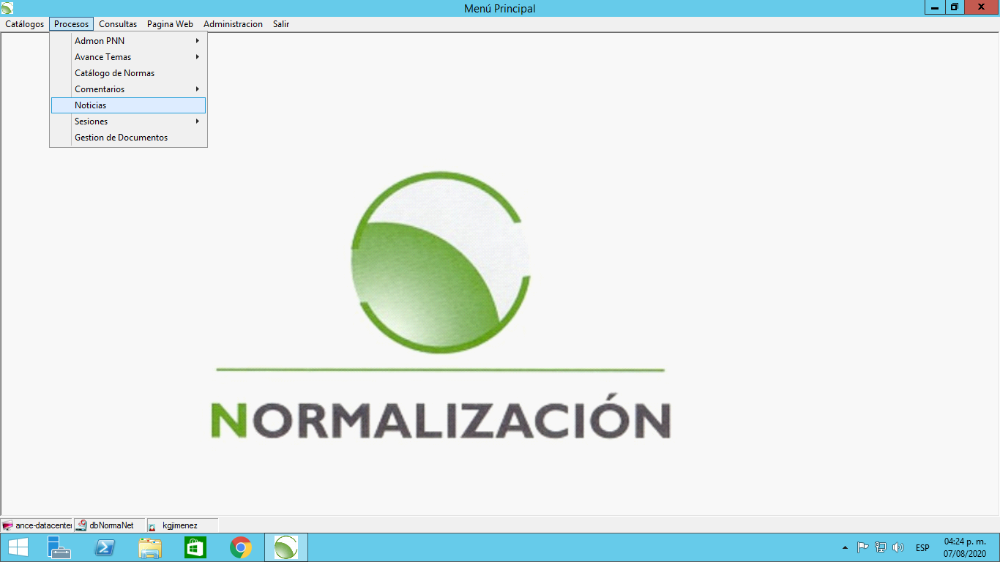 Menú Principal
Catálogos Procesos Consultas Pagina Web Administracion Salir
Admon PNN
Avance Temas
Catálogo de Normas
Comentarios
Noticias
Sesiones
Gestion de Documentos
NORMALIZACIÓN
ance-datacenter dbNormaNet kgjimenez
ESP
04:24 p. m.
07/08/2020